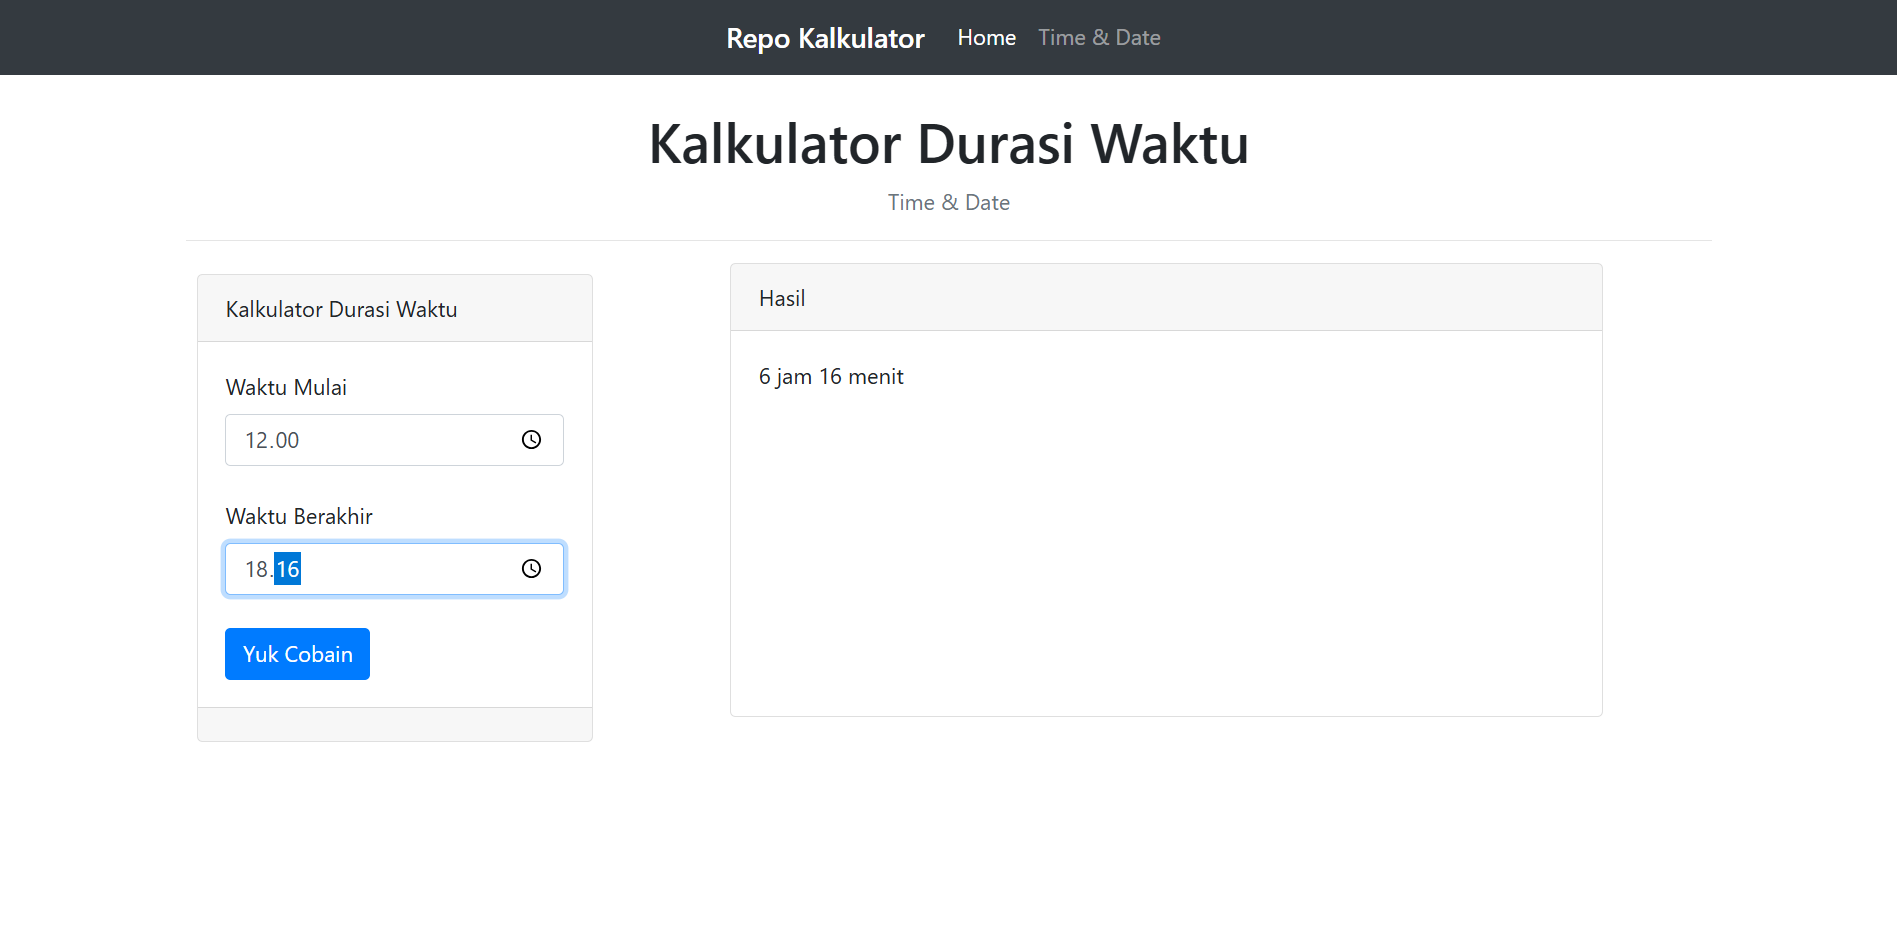 Repo Kalkulator Home Time & Date
Kalkulator Durasi Waktu
Time & Date
Kalkulator Durasi Waktu
Waktu Mulai
12.00
Waktu Berakhir
18.16
Yuk Cobain
Hasil
6 jam 16 menit